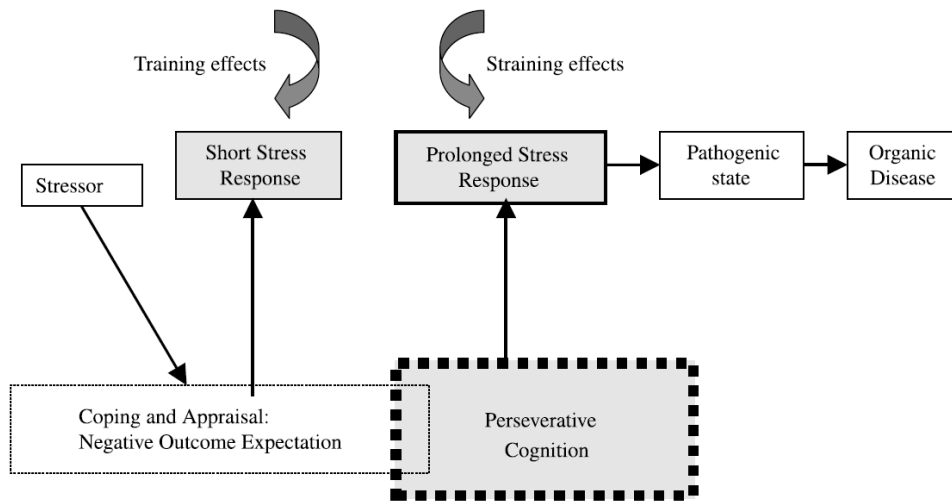 Training effects
Straining effects
Stressor
Short Stress
Response
Prolonged Stress
Response
Pathogenic
state
Organic
Disease
Coping and Appraisal:
Negative Outcome Expectation
Perseverative
Cognition